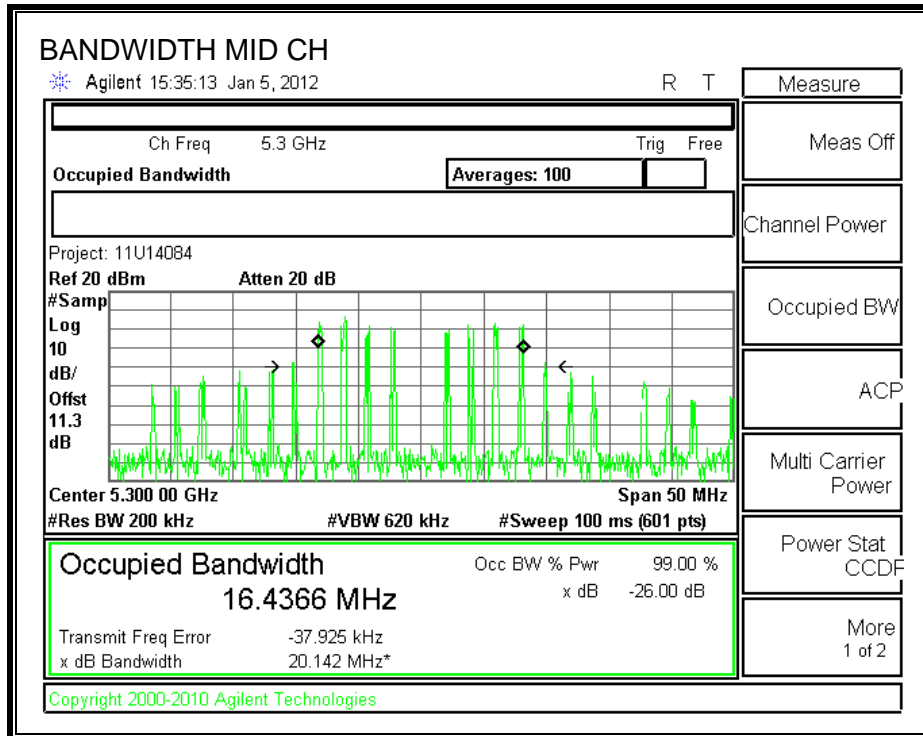 BANDWIDTH MID CH
Agilent 15:35:13 Jan 5, 2012 R T
Measure
Ch Freq 5.3 GHz Trig Free
Meas Off
Occupied Bandwidth Averages: 100
Channel Power
Project: 11U14084
Ref 20 dBm Atten 20 dB
#Samp
Log
10
dB/
Offst
11.3
dB
Occupied BW
ACP
Center 5.300 00 GHz Span 50 MHz
#Res BW 200 kHz #VBW 620 kHz #Sweep 100 ms (601 pts)
Multi Carrier
Power
Occupied Bandwidth Occ BW % Pwr 99.00 %
16.4366 MHz x dB -26.00 dB
Power Stat
CCDF
Transmit Freq Error -37.925 kHz
x dB Bandwidth 20.142 MHz*
More
1 of 2
Copyright 2000-2010 Agilent Technologies